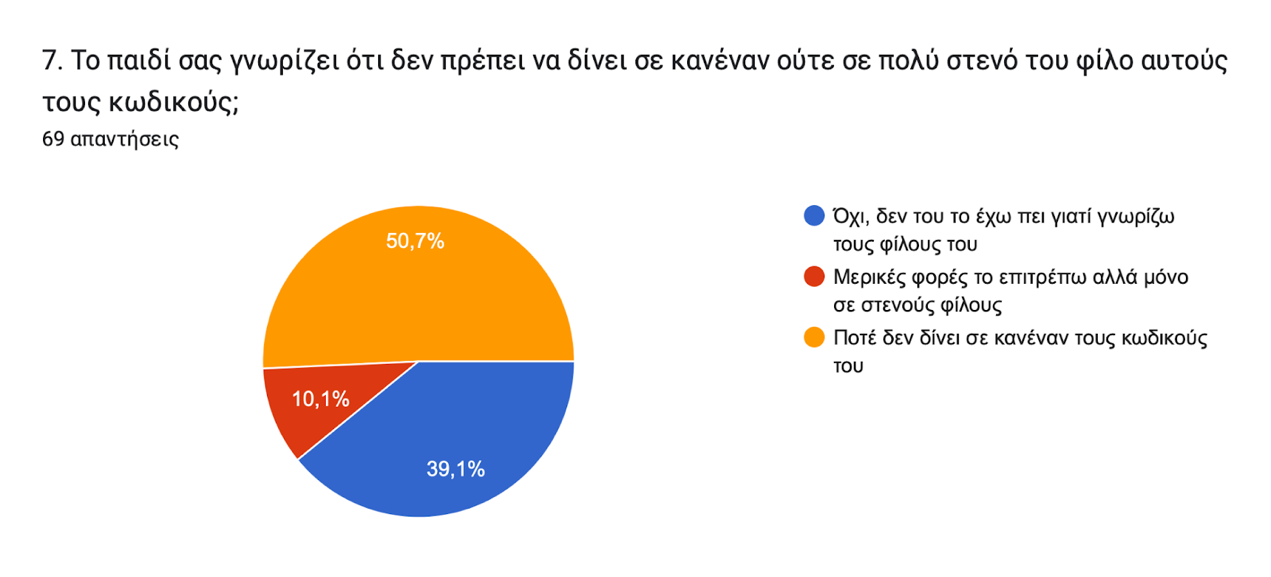 7. Το παιδί σας γνωρίζει ότι δεν πρέπει να δίνει σε κανέναν ούτε σε πολύ στενό του φίλο αυτούς
τους κωδικούς;
69 απαντήσεις
50,7%
10,1%
39,1%
Όχι, δεν του το έχω πει γιατί γνωρίζω
τους φίλους του
Μερικές φορές το επιτρέπω αλλά μόνο
σε στενούς φίλους
Ποτέ δεν δίνει σε κανέναν τους κωδικούς
του